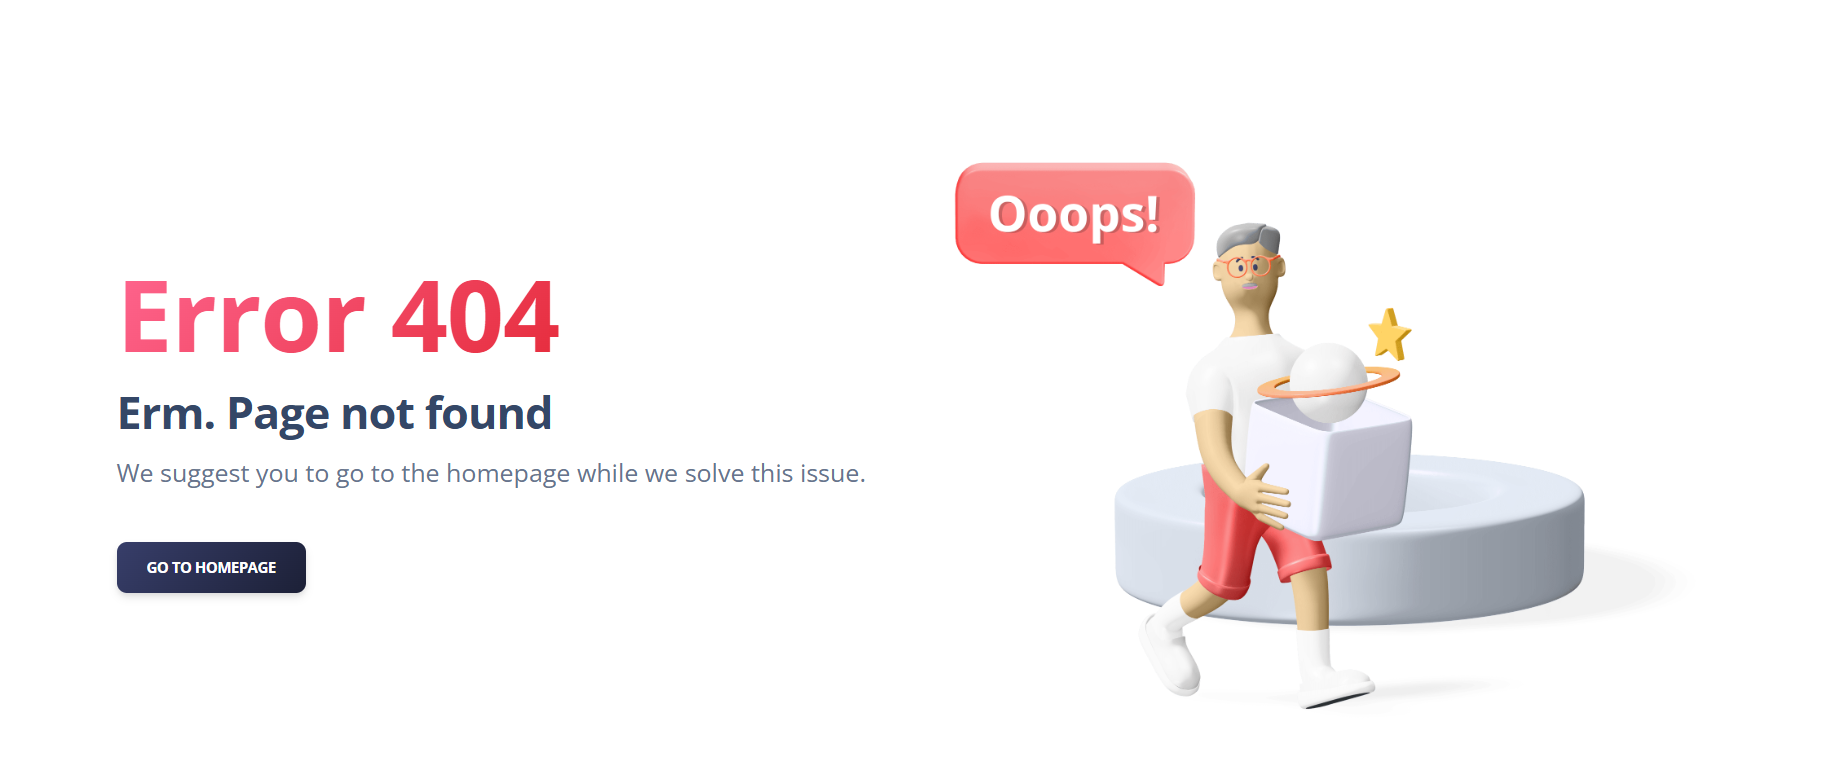 Ooops!
Error 404
Erm. Page not found
We suggest you to go to the homepage while we solve this issue.
GO TO HOMEPAGE